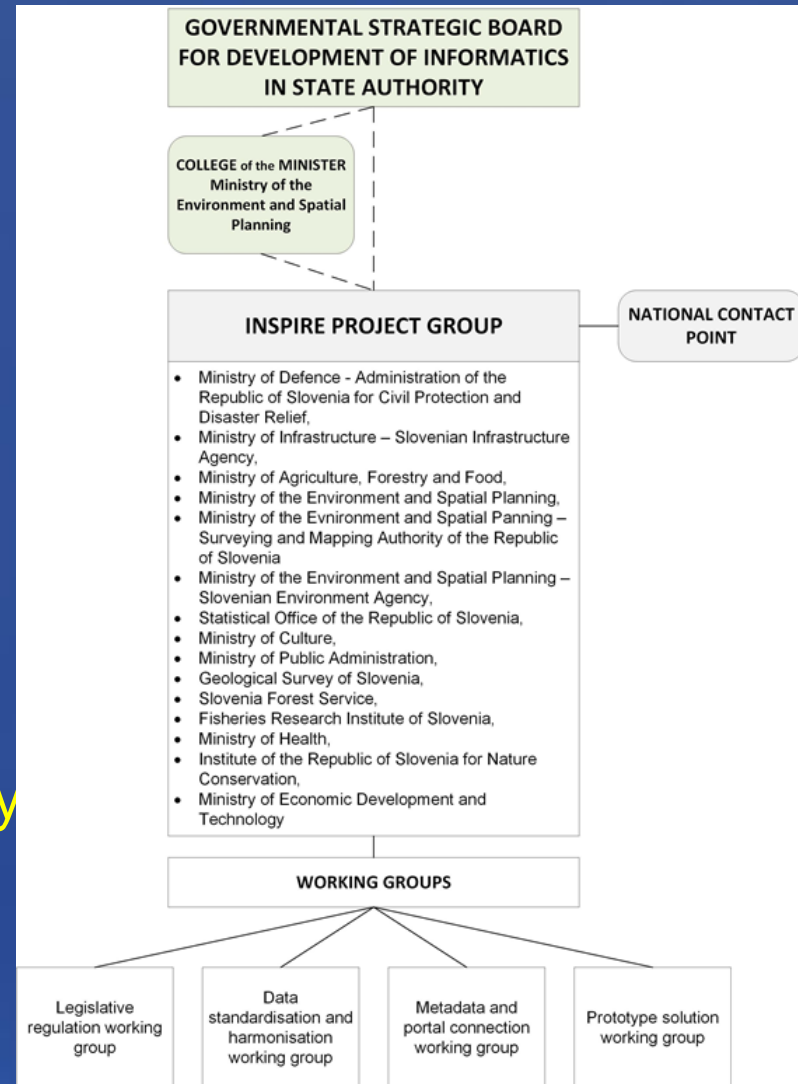 GOVERNMENTAL STRATEGIC BOARD
FOR DEVELOPMENT OF INFORMATICS
IN STATE AUTHORITY
COLLEGE of the MINISTER
Ministry of the
Environment and Spatial
Planning
INSPIRE PROJECT GROUP
NATIONAL CONTACT
POINT
• Ministry of Defence - Administration of the
Republic of Slovenia for Civil Protection and
Disaster Relief,
• Ministry of Infrastructure – Slovenian Infrastructure
Agency,
• Ministry of Agriculture, Forestry and Food,
• Ministry of the Environment and Spatial Planning,
• Ministry of the Evnironment and Spatial Panning –
Surveying and Mapping Authority of the Republic
of Slovenia
• Ministry of the Environment and Spatial Planning –
Slovenian Environment Agency,
• Statistical Office of the Republic of Slovenia,
• Ministry of Culture,
• Ministry of Public Administration,
• Geological Survey of Slovenia,
• Slovenia Forest Service,
• Fisheries Research Institute of Slovenia,
• Ministry of Health,
• Institute of the Republic of Slovenia for Nature
Conservation,
• Ministry of Economic Development and
Technology
y
WORKING GROUPS
Legislative
regulation working
group
Data
standardisation and
harmonisation
working group
Metadata and
portal connection
working group
Prototype solution
working group